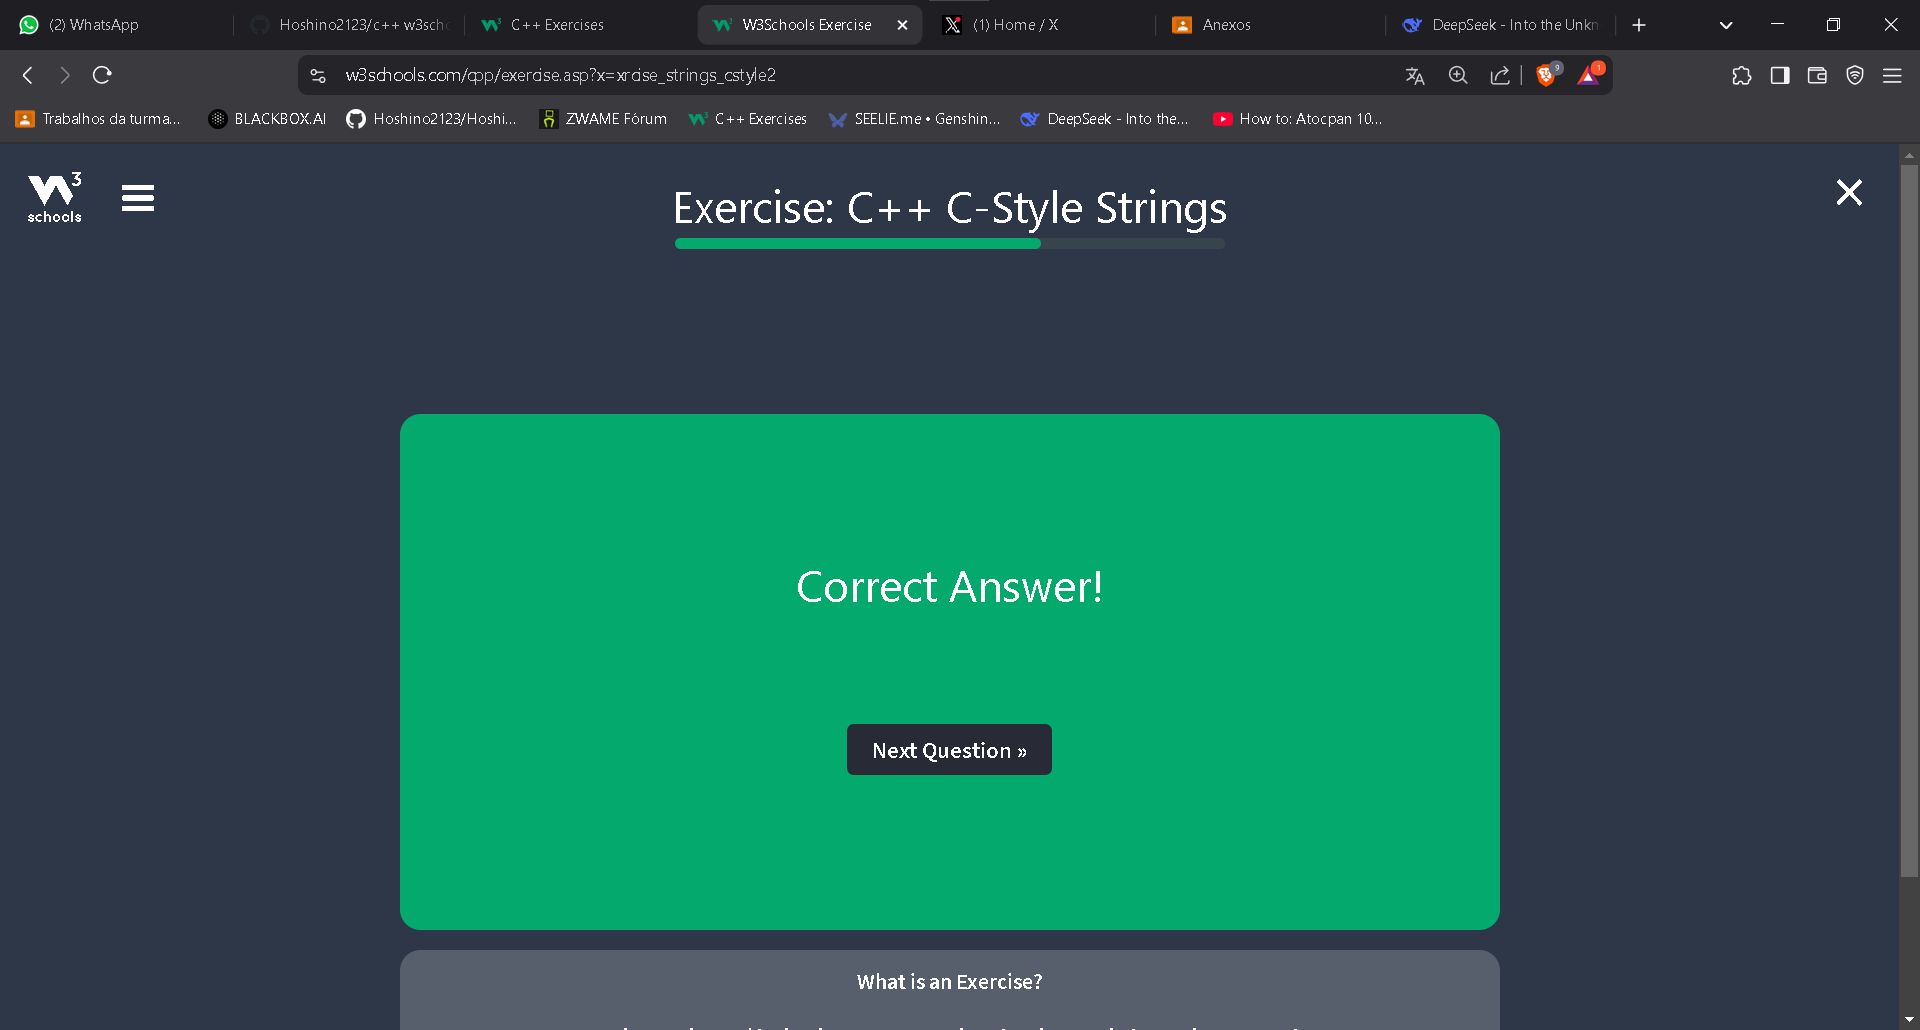 (2) WhatsApp
Hoshino2123/c++ w3scho
C++ Exercises
W3Schools Exercise
(1) Home / X
Anexos
DeepSeek - Into the Unkn
w3schools.com/cpp/exercise.asp?x=xrcise_strings_cstyle2
9
1
Trabalhos da turma...
BLACKBOX.AI
Hoshino2123/Hoshi...
ZWAME Fórum
C++ Exercises
SEELIE.me • Genshin...
DeepSeek - Into the...
How to: Atocpan 10...
W3
schools
Exercise: C++ C-Style Strings
Correct Answer!
Next Question »
What is an Exercise?